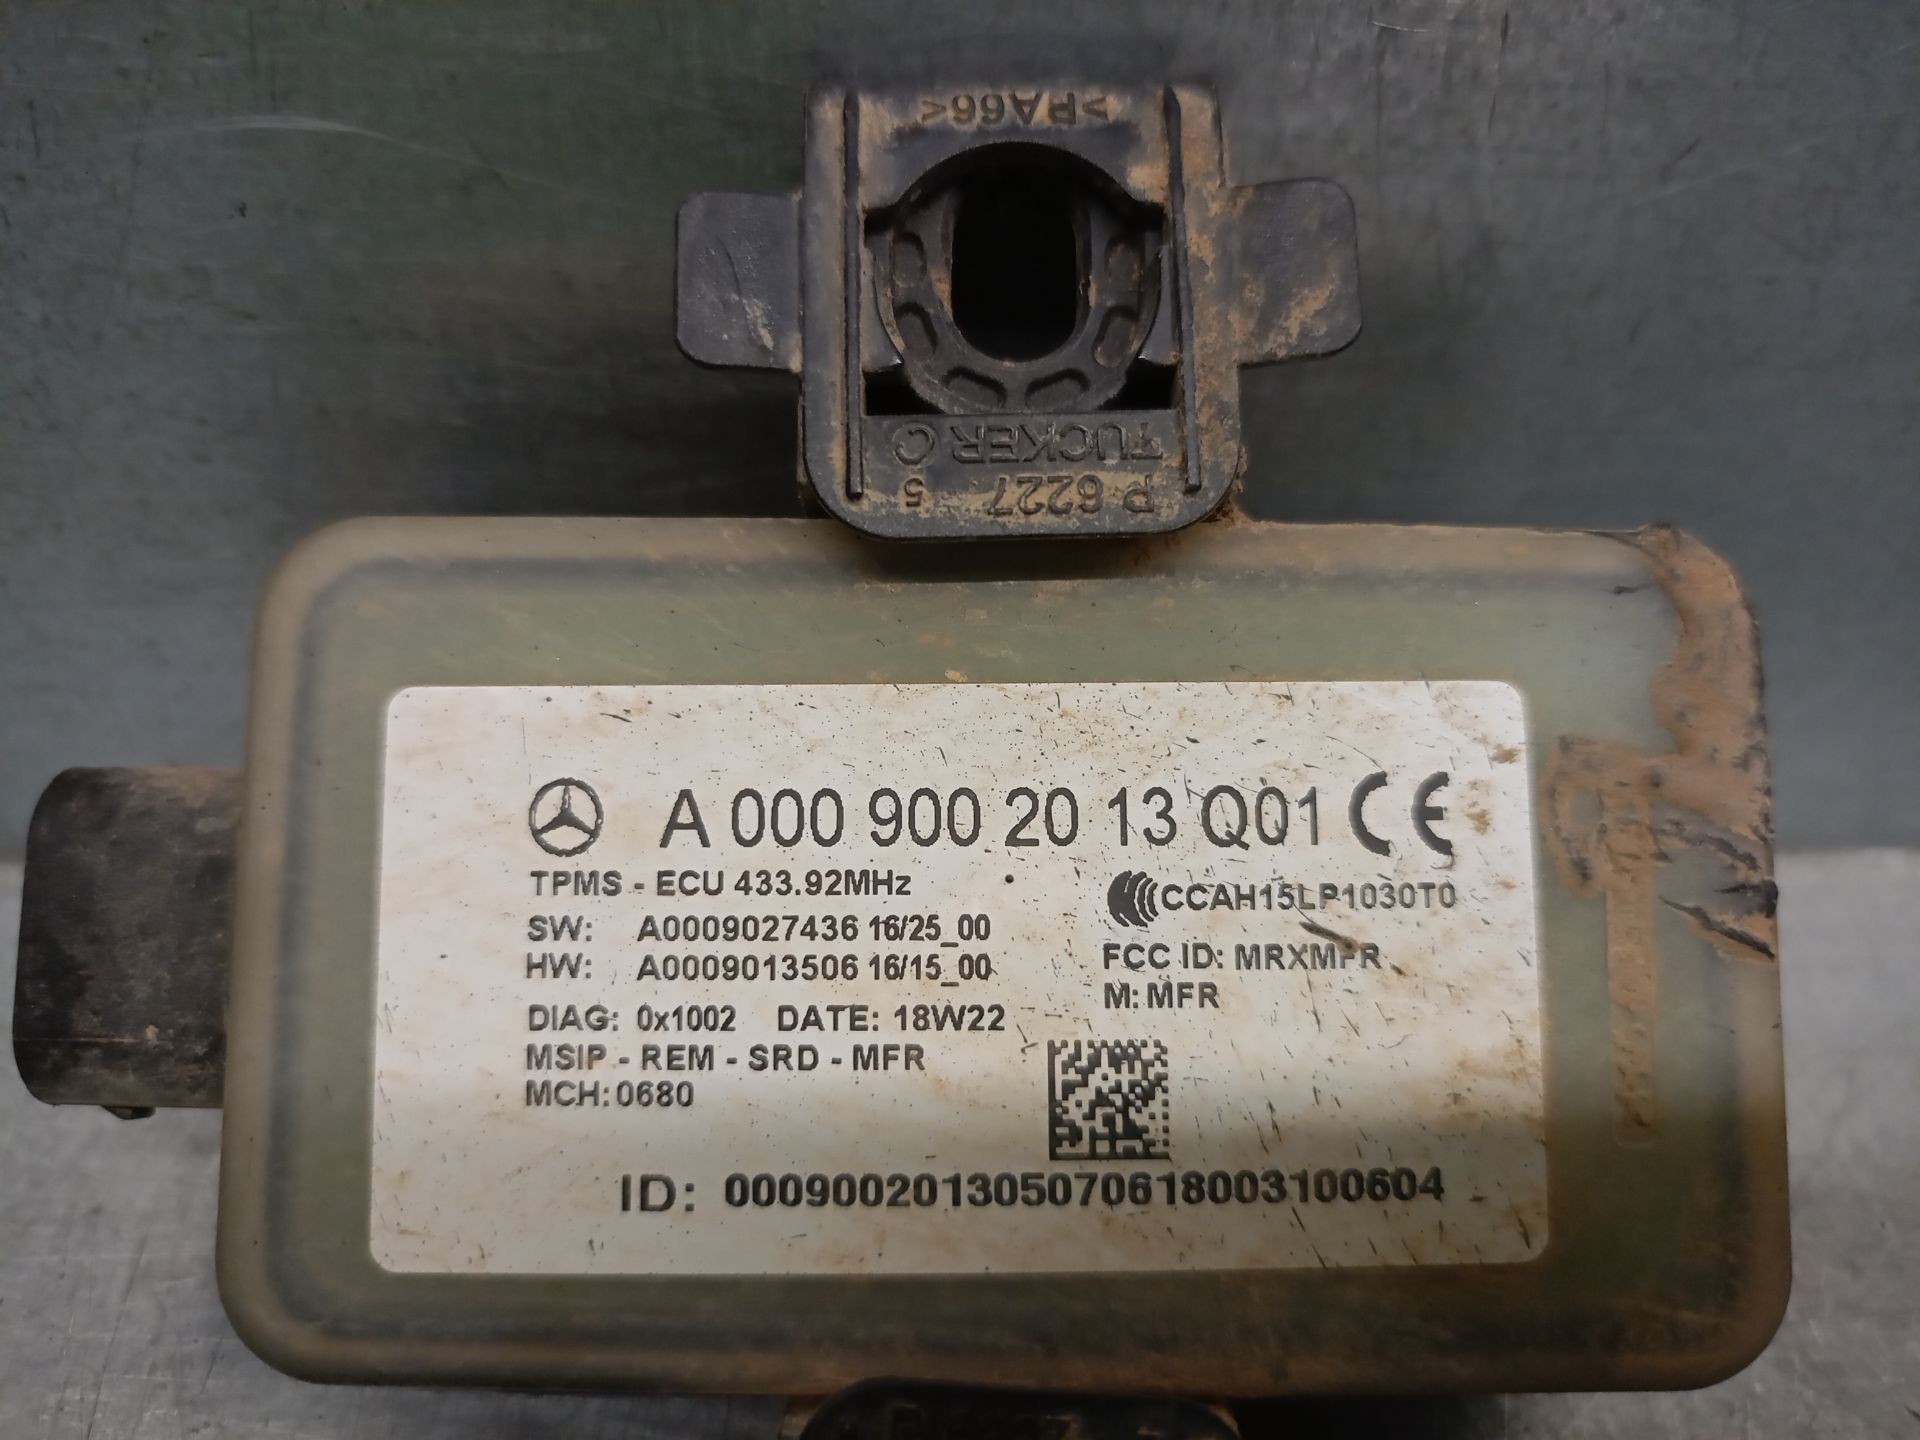 >PA66<
TUCKER C
P 6227 5
A 000 900 20 13 Q01 CE
TPMS - ECU 433.92MHz
CCAH15LP1030T0
SW: A0009027436 16/25_00
HW: A0009013506 16/15_00
FCC ID: MRXMFR
M: MFR
DIAG: 0x1002 DATE: 18W22
MSIP - REM - SRD - MFR
MCH: 0680
ID: 000900201305070618003100604